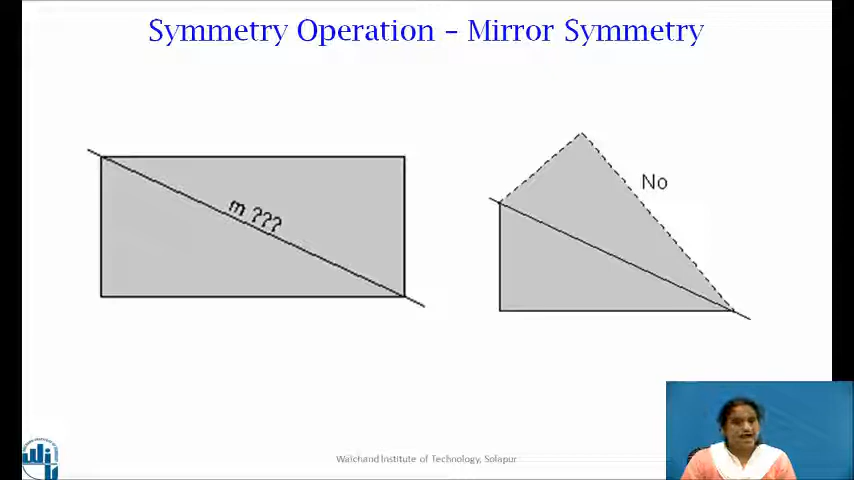 Symmetry Operation – Mirror Symmetry
m ???
No
Walchand Institute of Technology, Solapur